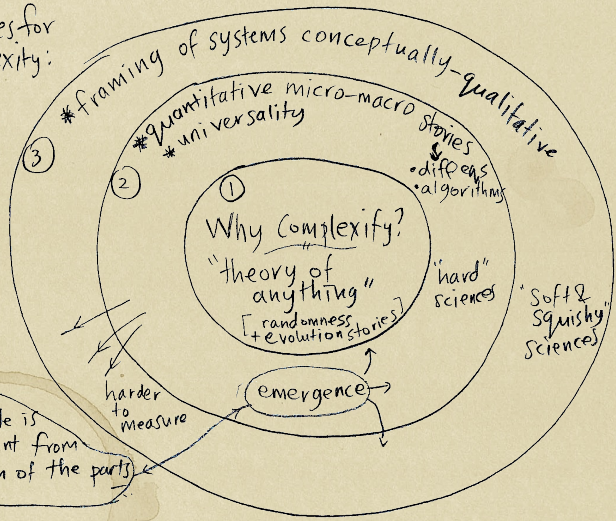 es for
exity:
*framing of systems conceptually-qualitative
*quantitative micro-macro stories
*universality
• diff eqs
• algorithms
③
②
①
Why Complexify?
"theory of
anything"
[randomness
+ evolution stories]
"hard"
sciences
"soft &
squishy"
sciences
harder
to
measure
emergence
le is
nt from
n of the parts